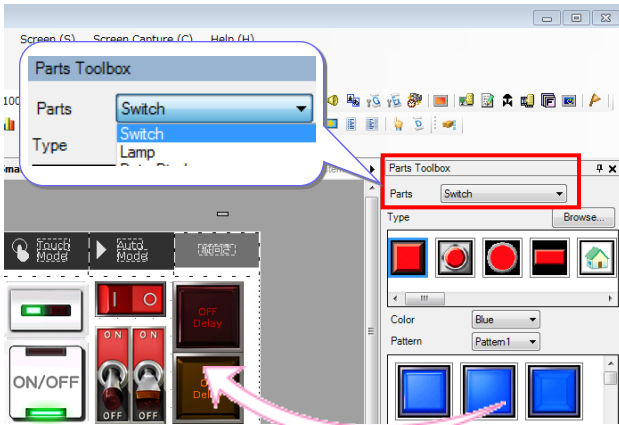 Screen (S) Screen Capture (C) Help (H)
Parts Toolbox
Parts Switch
Switch
Lamp
Type
100
Parts Toolbox
Parts Switch
Type Browse...
Color Blue
Pattern Pattern1
Touch
Mode
Auto
Mode
OFF
Delay
ON ON
ON/OFF
OFF OFF